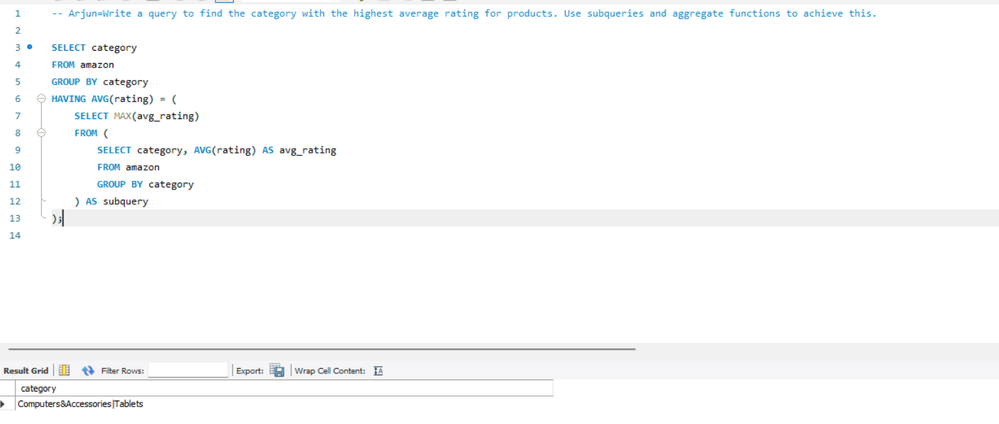 1 -- Arjun=Write a query to find the category with the highest average rating for products. Use subqueries and aggregate functions to achieve this.
2
3 SELECT category
4 FROM amazon
5 GROUP BY category
6 HAVING AVG(rating) = (
7 SELECT MAX(avg_rating)
8 FROM (
9 SELECT category, AVG(rating) AS avg_rating
10 FROM amazon
11 GROUP BY category
12 ) AS subquery
13 );
14
Result Grid Filter Rows: Export: Wrap Cell Content: IA
category
Computers&Accessories|Tablets